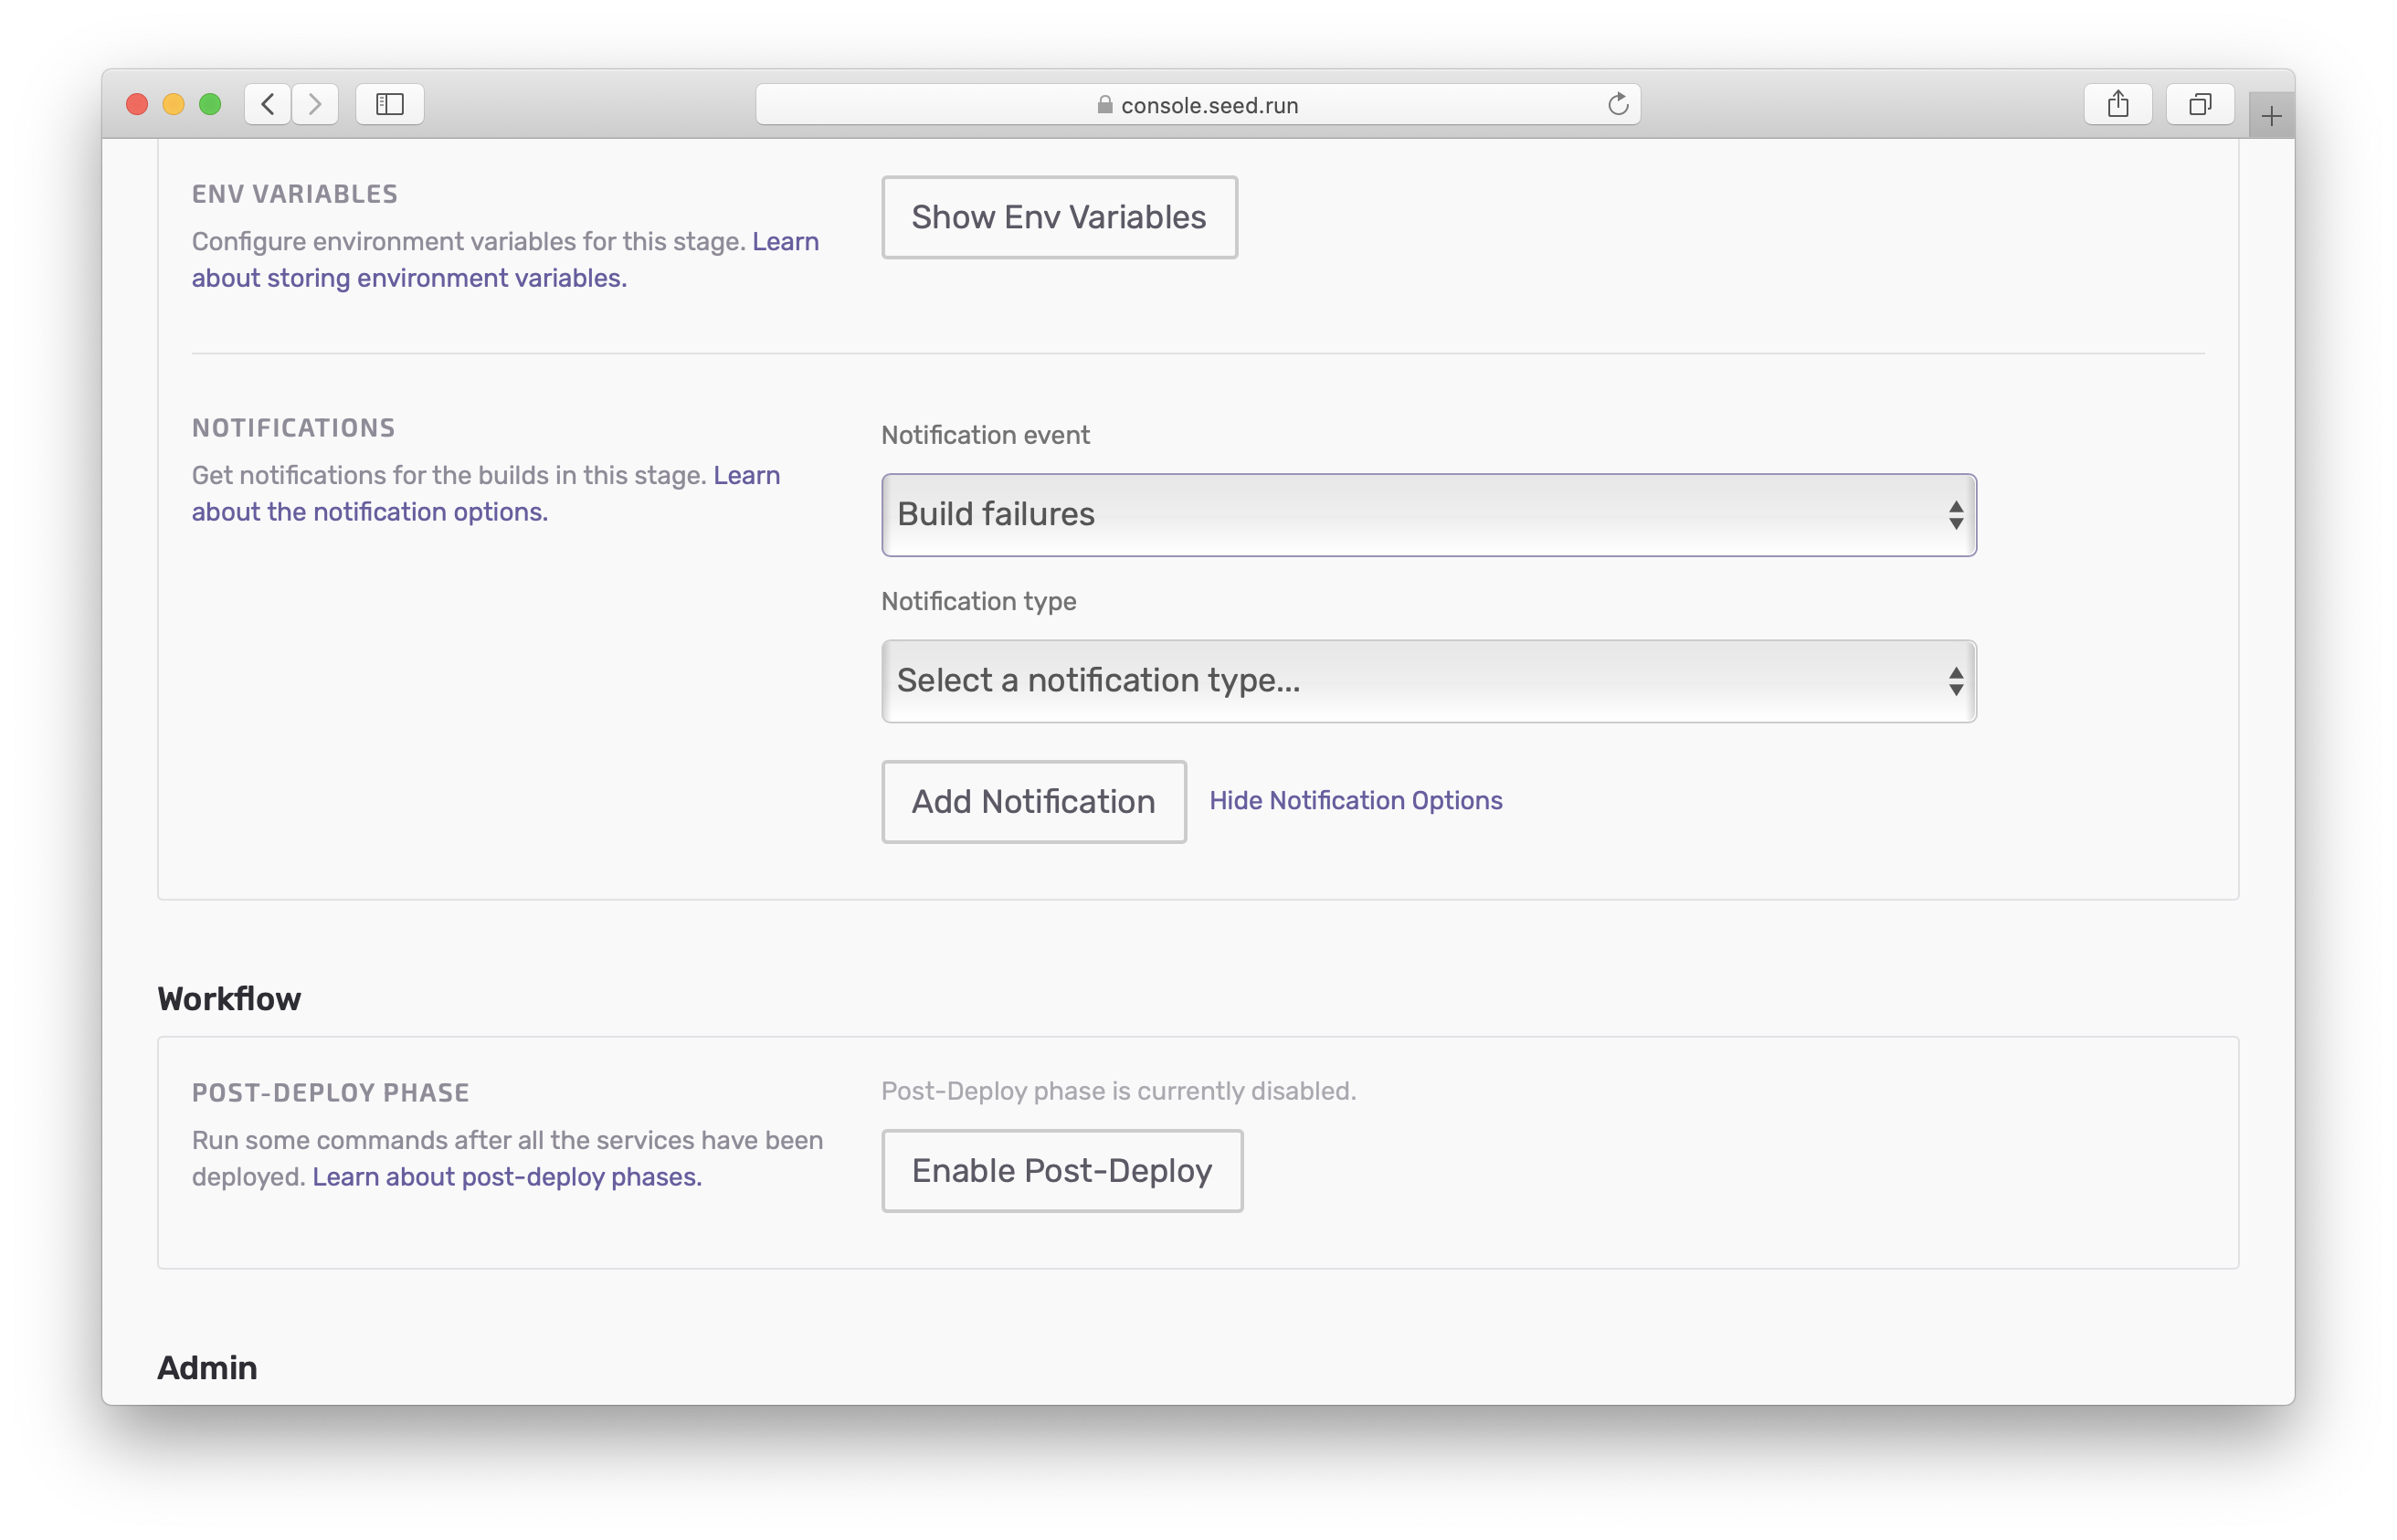 console.seed.run
ENV VARIABLES
Configure environment variables for this stage. Learn
about storing environment variables.
Show Env Variables
NOTIFICATIONS
Get notifications for the builds in this stage. Learn
about the notification options.
Notification event
Build failures
Notification type
Select a notification type...
Add Notification
Hide Notification Options
Workflow
POST-DEPLOY PHASE
Run some commands after all the services have been
deployed. Learn about post-deploy phases.
Post-Deploy phase is currently disabled.
Enable Post-Deploy
Admin